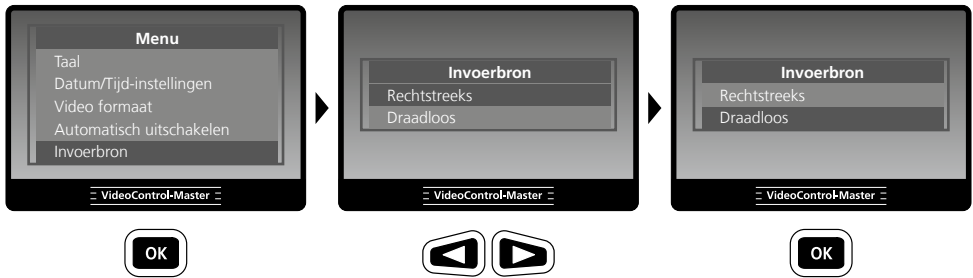 Menu
Taal
Datum/Tijd-instellingen
Video formaat
Automatisch uitschakelen
Invoerbron
VideoControl-Master
OK
Invoerbron
Rechtstreeks
Draadloos
VideoControl-Master
Invoerbron
Rechtstreeks
Draadloos
VideoControl-Master
OK